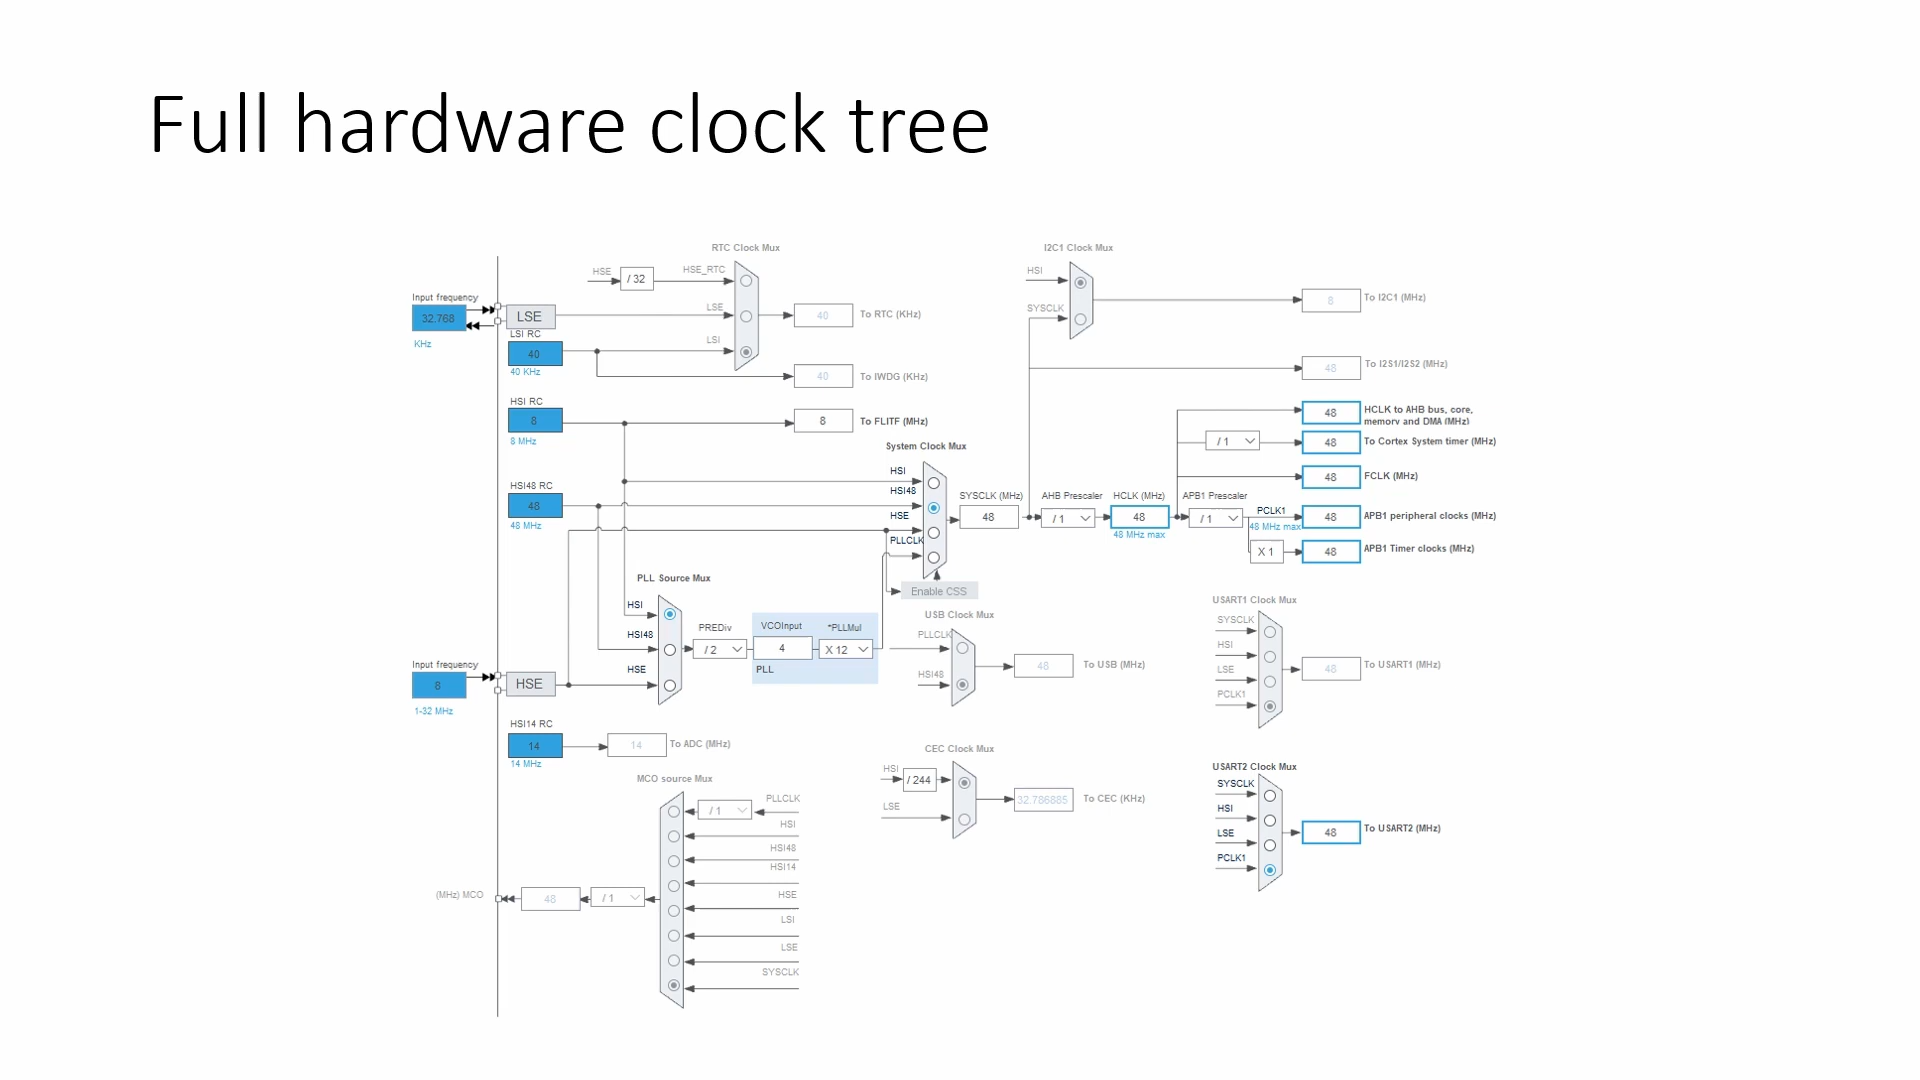 Full hardware clock tree
RTC Clock Mux
HSE
/ 32
HSE_RTC
Input frequency
32.768
KHz
LSE
LSE
40
To RTC (KHz)
LSI RC
40
40 KHz
LSI
40
To IWDG (KHz)
HSI RC
8
8 MHz
8
To FLITF (MHz)
HSI48 RC
48
48 MHz
System Clock Mux
HSI
HSI48
HSE
PLLCLK
Enable CSS
SYSCLK (MHz)
48
AHB Prescaler
/ 1
HCLK (MHz)
48
48 MHz max
APB1 Prescaler
/ 1
PCLK1
48 MHz max
X 1
I2C1 Clock Mux
HSI
SYSCLK
8
To I2C1 (MHz)
48
To I2S1/I2S2 (MHz)
48
HCLK to AHB bus, core,
memory and DMA (MHz)
/ 1
48
To Cortex System timer (MHz)
48
FCLK (MHz)
48
APB1 peripheral clocks (MHz)
48
APB1 Timer clocks (MHz)
PLL Source Mux
HSI
HSI48
HSE
PREDiv
/ 2
VCOInput
4
*PLLMul
X 12
PLL
Input frequency
8
1-32 MHz
HSE
USB Clock Mux
PLLCLK
HSI48
48
To USB (MHz)
USART1 Clock Mux
SYSCLK
HSI
LSE
PCLK1
48
To USART1 (MHz)
HSI14 RC
14
14 MHz
14
To ADC (MHz)
CEC Clock Mux
HSI
/ 244
LSE
32.786885
To CEC (KHz)
USART2 Clock Mux
SYSCLK
HSI
LSE
PCLK1
48
To USART2 (MHz)
MCO source Mux
/ 1
PLLCLK
HSI
HSI48
HSI14
HSE
LSI
LSE
SYSCLK
(MHz) MCO
48
/ 1